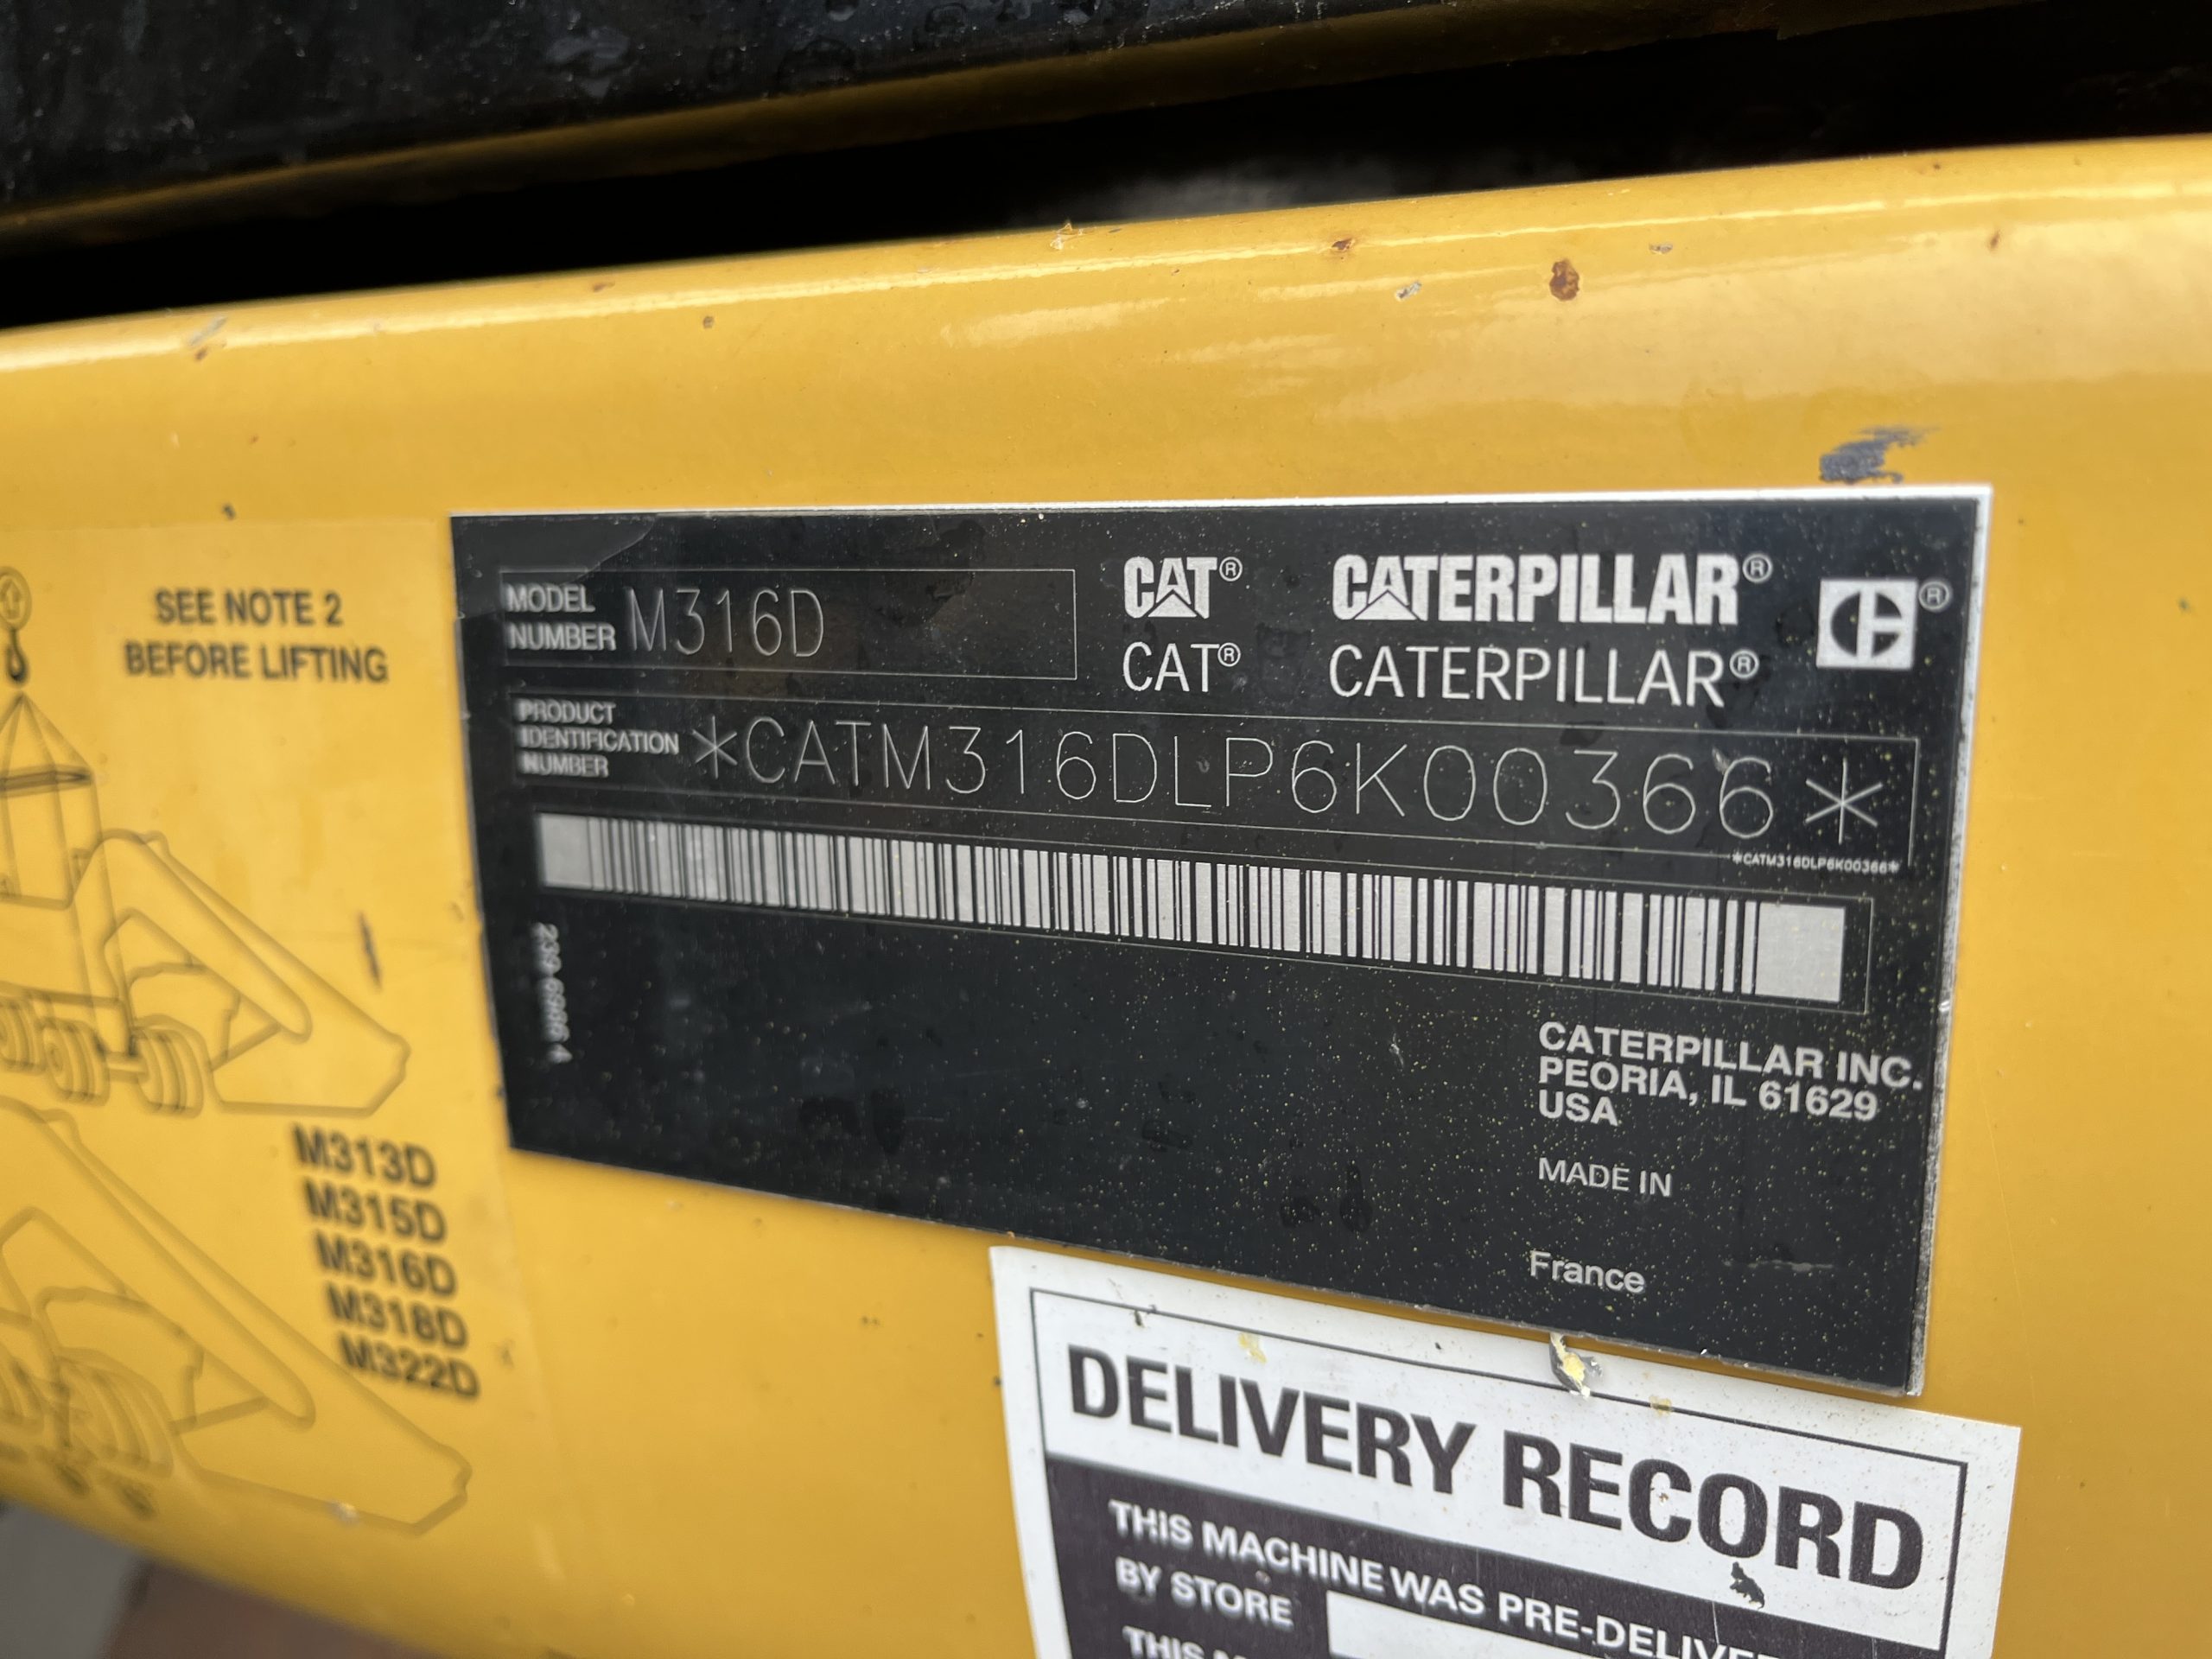 SEE NOTE 2
BEFORE LIFTING
M313D
M315D
M316D
M318D
M322D
MODEL
NUMBER M316D
CAT® CATERPILLAR® ®
CAT® CATERPILLAR®
PRODUCT
IDENTIFICATION
NUMBER *CATM316DLP6K00366*
*CATM316DLP6K00366*
CATERPILLAR INC.
PEORIA, IL 61629
USA
MADE IN
France
DELIVERY RECORD
THIS MACHINE WAS PRE-DELIVE
BY STORE
THIS